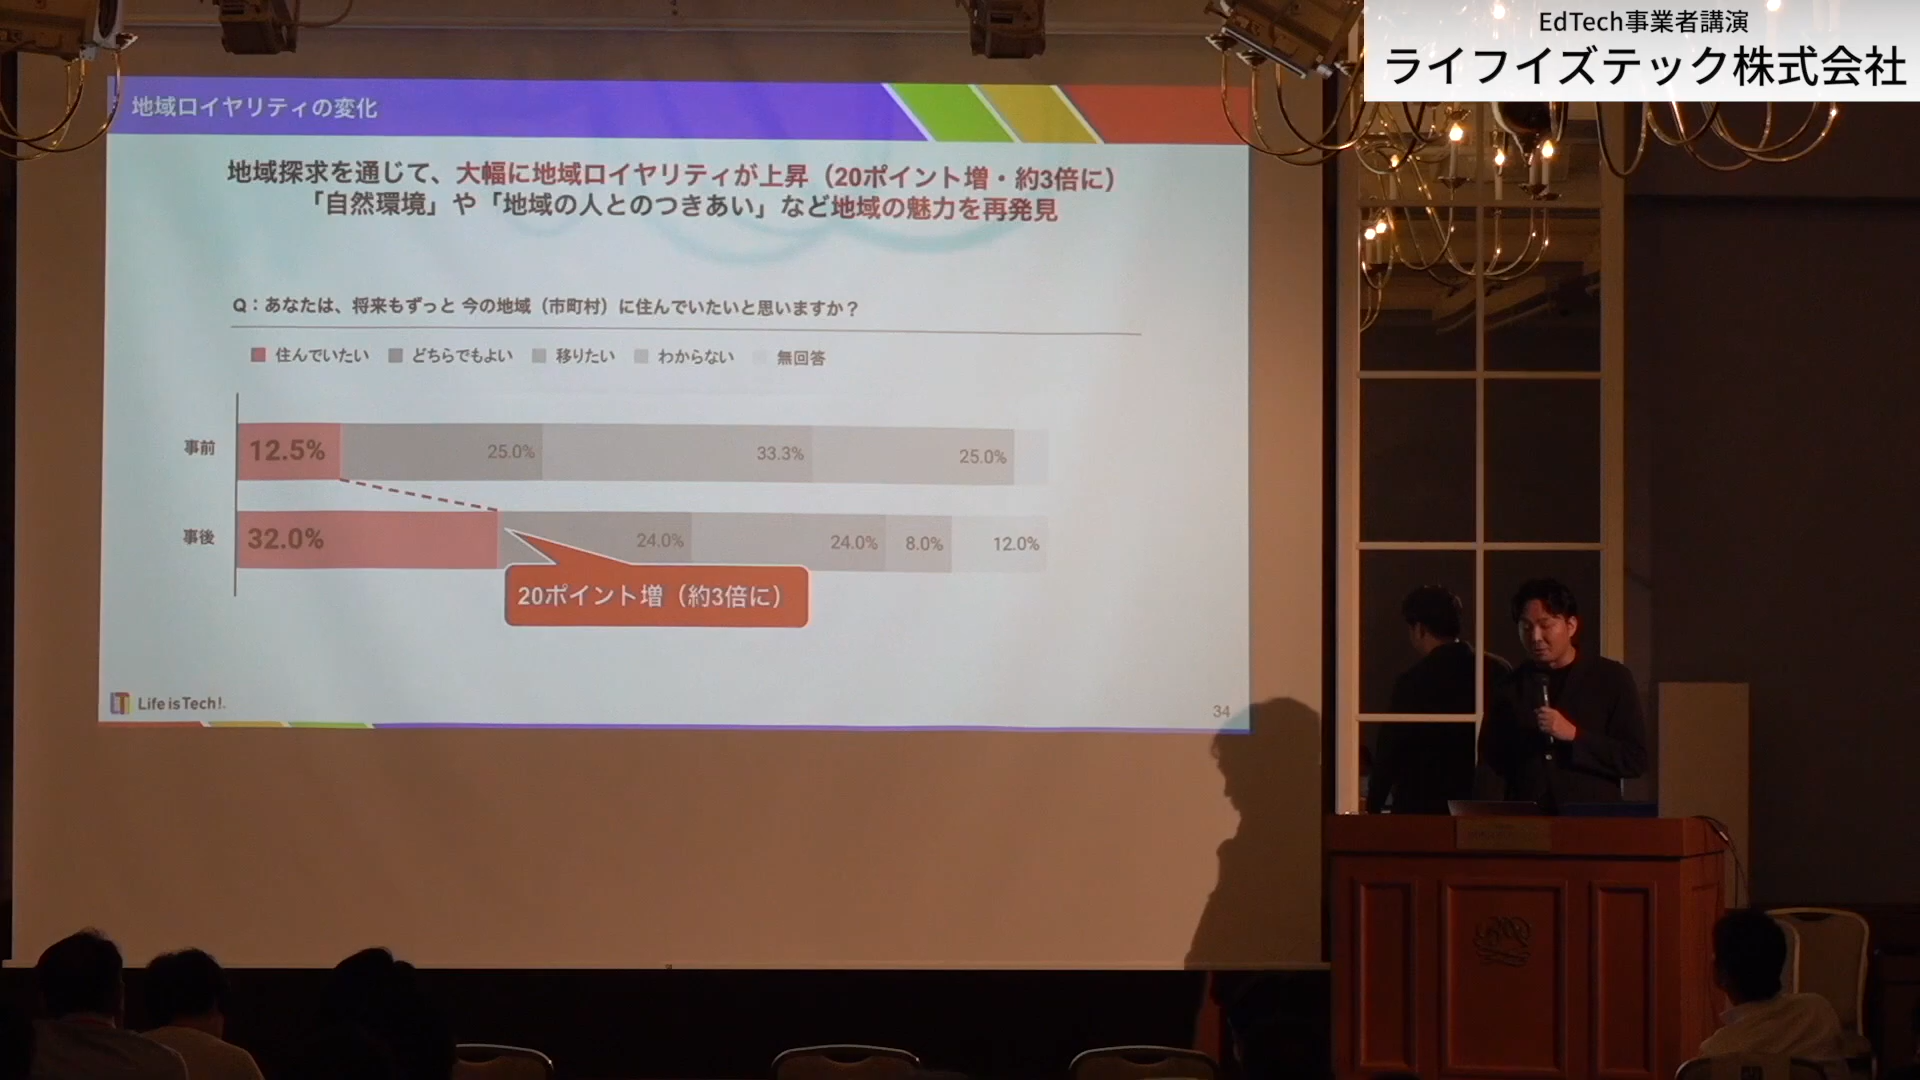 EdTech事業者講演
ライフイズテック株式会社
地域ロイヤリティの変化
地域探求を通じて、大幅に地域ロイヤリティが上昇（20ポイント増・約3倍に）
「自然環境」や「地域の人とのつきあい」など地域の魅力を再発見
Q：あなたは、将来もずっと 今の地域（市町村）に住んでいたいと思いますか？
住んでいたい どちらでもよい 移りたい わからない 無回答
事前 12.5% 25.0% 33.3% 25.0%
事後 32.0% 24.0% 24.0% 8.0% 12.0%
20ポイント増（約3倍に）
Life is Tech!.
34